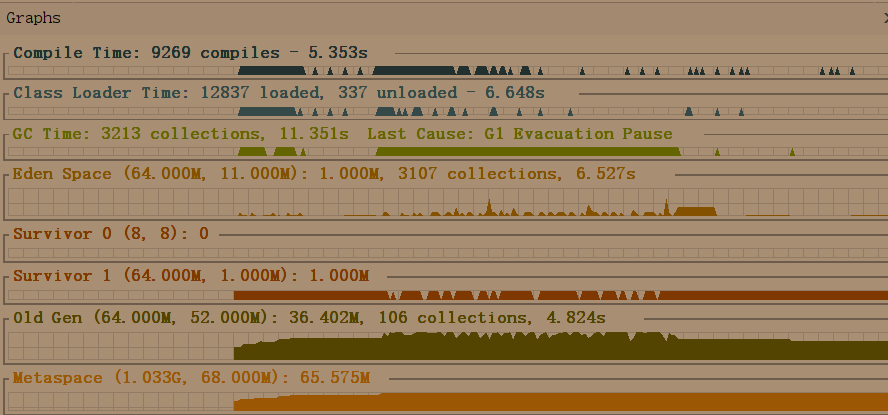 Graphs
Compile Time: 9269 compiles - 5.353s
Class Loader Time: 12837 loaded, 337 unloaded - 6.648s
GC Time: 3213 collections, 11.351s Last Cause: G1 Evacuation Pause
Eden Space (64.000M, 11.000M): 1.000M, 3107 collections, 6.527s
Survivor 0 (8, 8): 0
Survivor 1 (64.000M, 1.000M): 1.000M
Old Gen (64.000M, 52.000M): 36.402M, 106 collections, 4.824s
Metaspace (1.033G, 68.000M): 65.575M